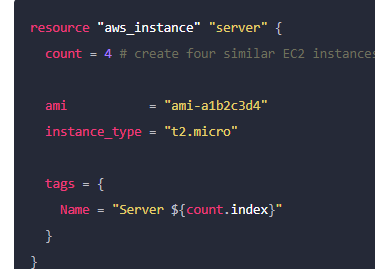 resource "aws_instance" "server" {
count = 4 # create four similar EC2 instances
ami = "ami-a1b2c3d4"
instance_type = "t2.micro"
tags = {
Name = "Server ${count.index}"
}
}